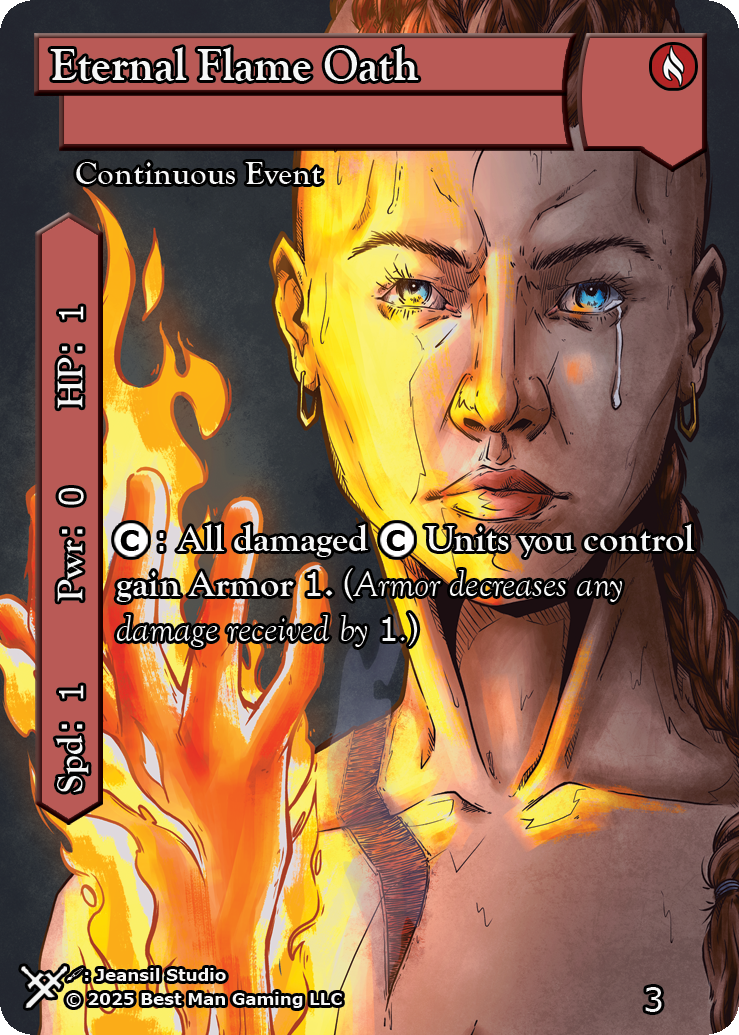 Eternal Flame Oath
Continuous Event
HP: 1
Pwr: 0
Spd: 1
C: All damaged C Units you control
gain Armor 1. (Armor decreases any
damage received by 1.)
: Jeansil Studio
© 2025 Best Man Gaming LLC
3